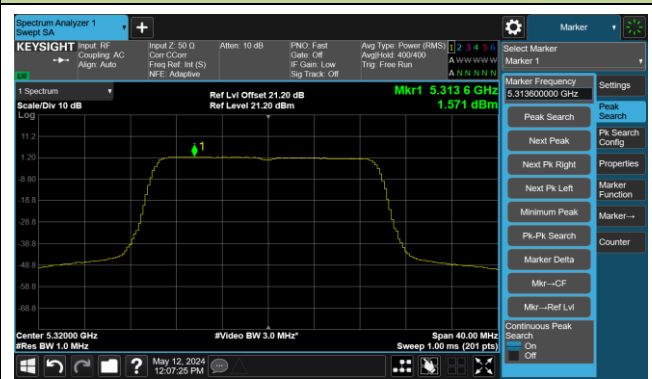 Spectrum Analyzer 1
Swept SA
Marker
KEYSIGHT
Input: RF
Coupling: AC
Align: Auto
Input Z: 50 Ω
Corr CCorr
Freq Ref: Int (S)
NFE: Adaptive
Atten: 10 dB
PNO: Fast
Gate: Off
IF Gain: Low
Sig Track: Off
Avg Type: Power (RMS)
Avg|Hold: 400/400
Trig: Free Run
1 2 3 4 5 6
A W W W W W
A N N N N N
LXI
Select Marker
Marker 1
1 Spectrum
Scale/Div 10 dB
Ref Lvl Offset 21.20 dB
Ref Level 21.20 dBm
Mkr1 5.313 6 GHz
1.571 dBm
Log
11.2
1.20
-8.80
-18.8
-28.8
-38.8
-48.8
-58.8
-68.8
1
Center 5.32000 GHz
#Res BW 1.0 MHz
#Video BW 3.0 MHz*
Span 40.00 MHz
Sweep 1.00 ms (201 pts)
Marker Frequency
5.313600000 GHz
Peak Search
Next Peak
Next Pk Right
Next Pk Left
Minimum Peak
Pk-Pk Search
Marker Delta
Mkr→CF
Mkr→Ref Lvl
Continuous Peak
Search
On
Off
Settings
Peak
Search
Pk Search
Config
Properties
Marker
Function
Marker→
Counter
May 12, 2024
12:07:25 PM